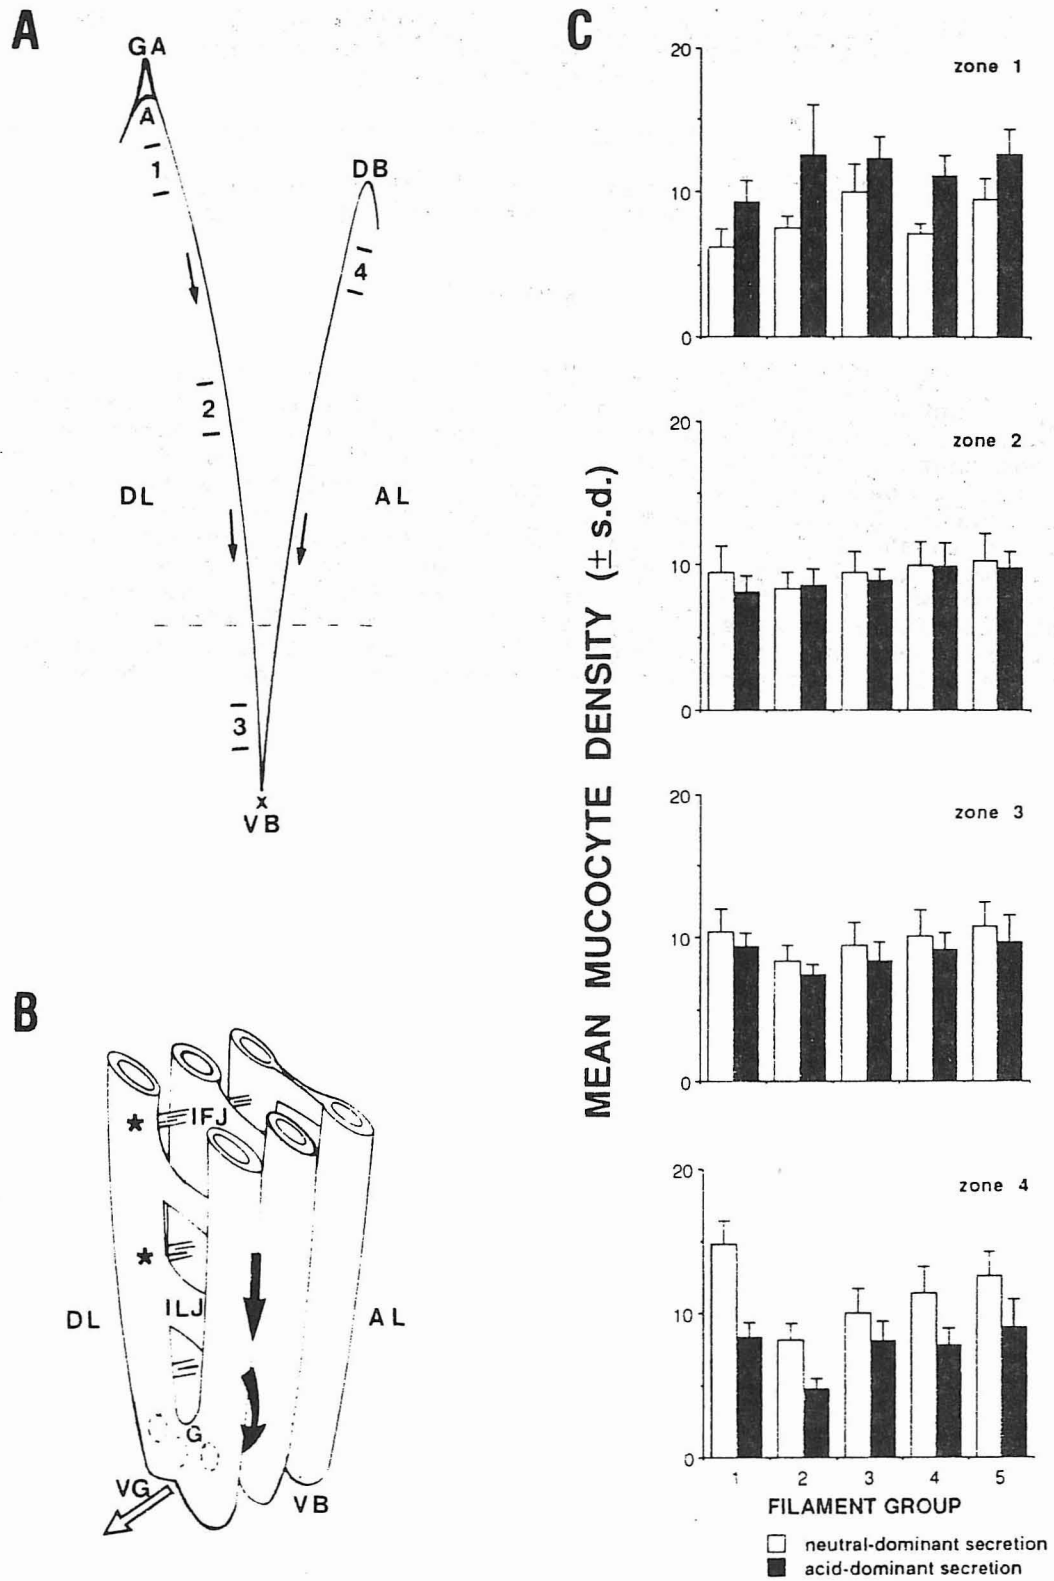 A
GA
A
1
DB
4
2
DL
AL
3
x
VB
B
IFJ
ILJ
DL
AL
G
VG
VB
C
MEAN MUCOCYTE DENSITY (± s.d.)
zone 1
20
10
0
zone 2
20
10
0
zone 3
20
10
0
zone 4
20
10
0
1 2 3 4 5
FILAMENT GROUP
neutral-dominant secretion
acid-dominant secretion